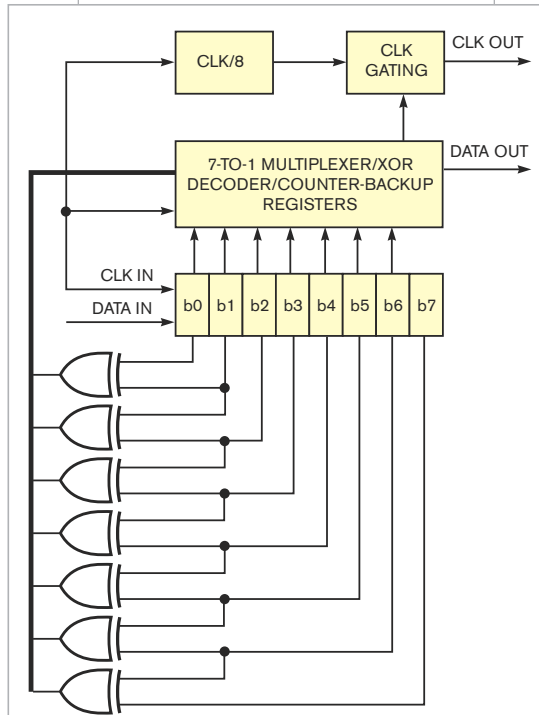 CLK/8
CLK
GATING
CLK OUT
7-TO-1 MULTIPLEXER/XOR
DECODER/COUNTER-BACKUP
REGISTERS
DATA OUT
CLK IN
DATA IN
b0 b1 b2 b3 b4 b5 b6 b7